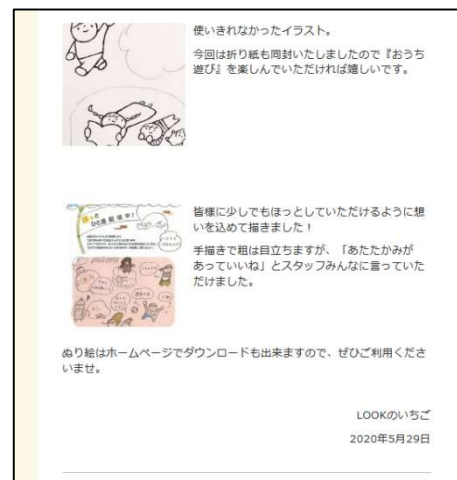 使いきれなかったイラスト。
今回は折り紙も同封いたしましたので『おうち
遊び』を楽しんでいただければ嬉しいです。
皆様に少しでもほっとしていただけるように想
いを込めて描きました！
手描きで粗は目立ちますが、「あたたかみが
あっていいね」とスタッフみんなに言っていた
だけました。
ぬり絵はホームページでダウンロードも出来ますので、ぜひご利用くださ
いませ。
LOOKのいちご
2020年5月29日